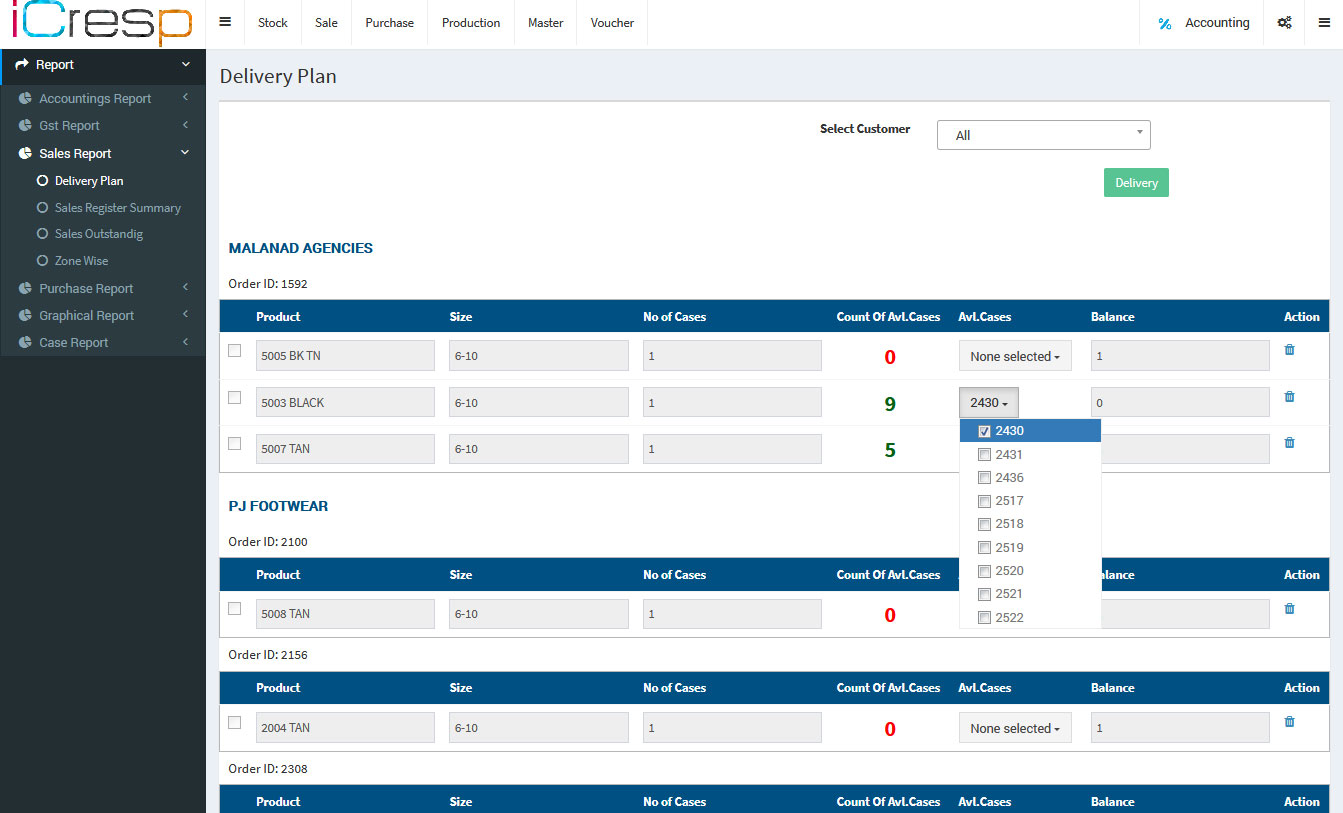 iCresp
Stock Sale Purchase Production Master Voucher % Accounting
Report
Accountings Report
Gst Report
Sales Report
Delivery Plan
Sales Register Summary
Sales Outstandig
Zone Wise
Purchase Report
Graphical Report
Case Report
Delivery Plan
Select Customer All
Delivery
MALANAD AGENCIES
Order ID: 1592
Product Size No of Cases Count Of Avl.Cases Avl.Cases Balance Action
5005 BK TN 6-10 1 0 None selected 1
5003 BLACK 6-10 1 9 2430 0
5007 TAN 6-10 1 5
2430
2431
2436
2517
2518
2519
2520
2521
2522
PJ FOOTWEAR
Order ID: 2100
Product Size No of Cases Count Of Avl.Cases Action
5008 TAN 6-10 1 0
Order ID: 2156
Product Size No of Cases Count Of Avl.Cases Avl.Cases Balance Action
2004 TAN 6-10 1 0 None selected 1
Order ID: 2308
Product Size No of Cases Count Of Avl.Cases Avl.Cases Balance Action